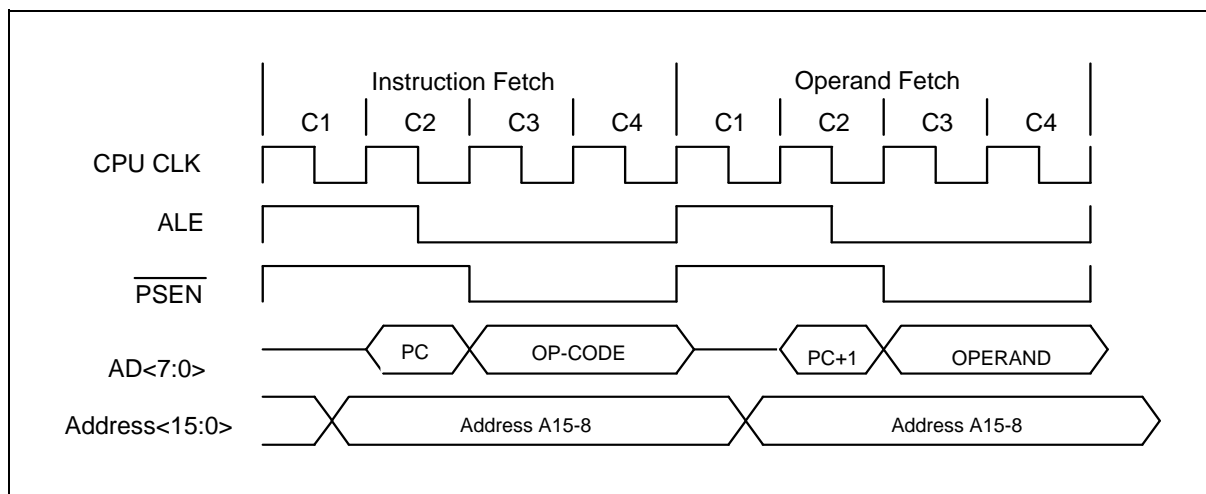 Instruction Fetch Operand Fetch
C1 C2 C3 C4 C1 C2 C3 C4
CPU CLK
ALE
PSEN
AD<7:0> PC OP-CODE PC+1 OPERAND
Address<15:0> Address A15-8 Address A15-8